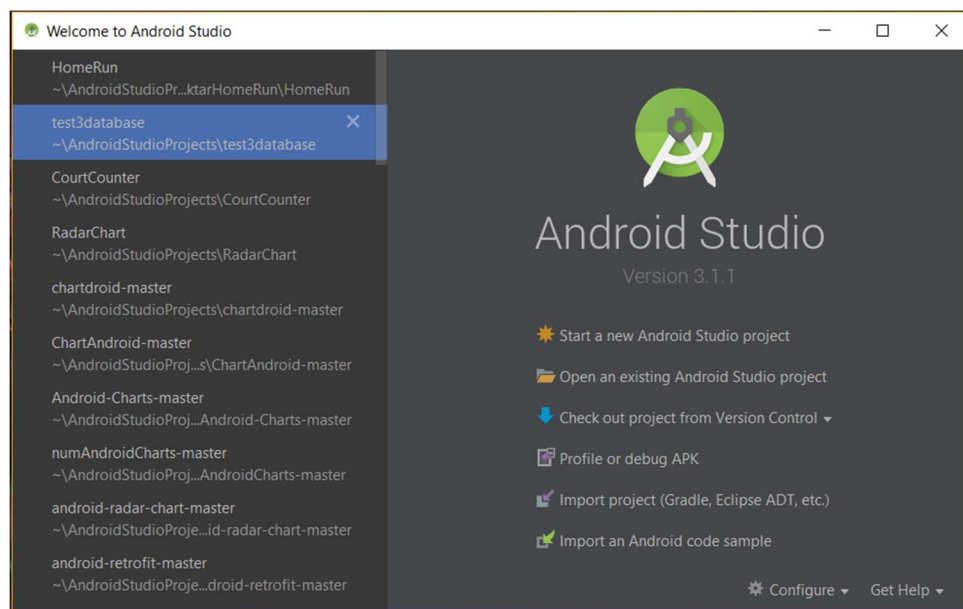 Welcome to Android Studio
HomeRun
~\AndroidStudioPr...ktarHomeRun\HomeRun
test3database
~\AndroidStudioProjects\test3database
CourtCounter
~\AndroidStudioProjects\CourtCounter
RadarChart
~\AndroidStudioProjects\RadarChart
chartdroid-master
~\AndroidStudioProjects\chartdroid-master
ChartAndroid-master
~\AndroidStudioProj...s\ChartAndroid-master
Android-Charts-master
~\AndroidStudioProj...Android-Charts-master
numAndroidCharts-master
~\AndroidStudioProj...AndroidCharts-master
android-radar-chart-master
~\AndroidStudioProje...id-radar-chart-master
android-retrofit-master
~\AndroidStudioProje...droid-retrofit-master
Android Studio
Version 3.1.1
Start a new Android Studio project
Open an existing Android Studio project
Check out project from Version Control
Profile or debug APK
Import project (Gradle, Eclipse ADT, etc.)
Import an Android code sample
Configure Get Help